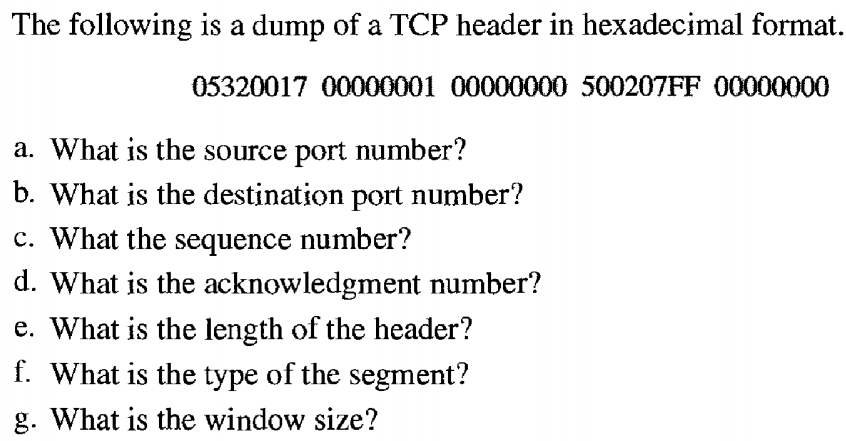 The following is a dump of a TCP header in hexadecimal format.
05320017 00000001 00000000 500207FF 00000000
a. What is the source port number?
b. What is the destination port number?
c. What the sequence number?
d. What is the acknowledgment number?
e. What is the length of the header?
f. What is the type of the segment?
g. What is the window size?